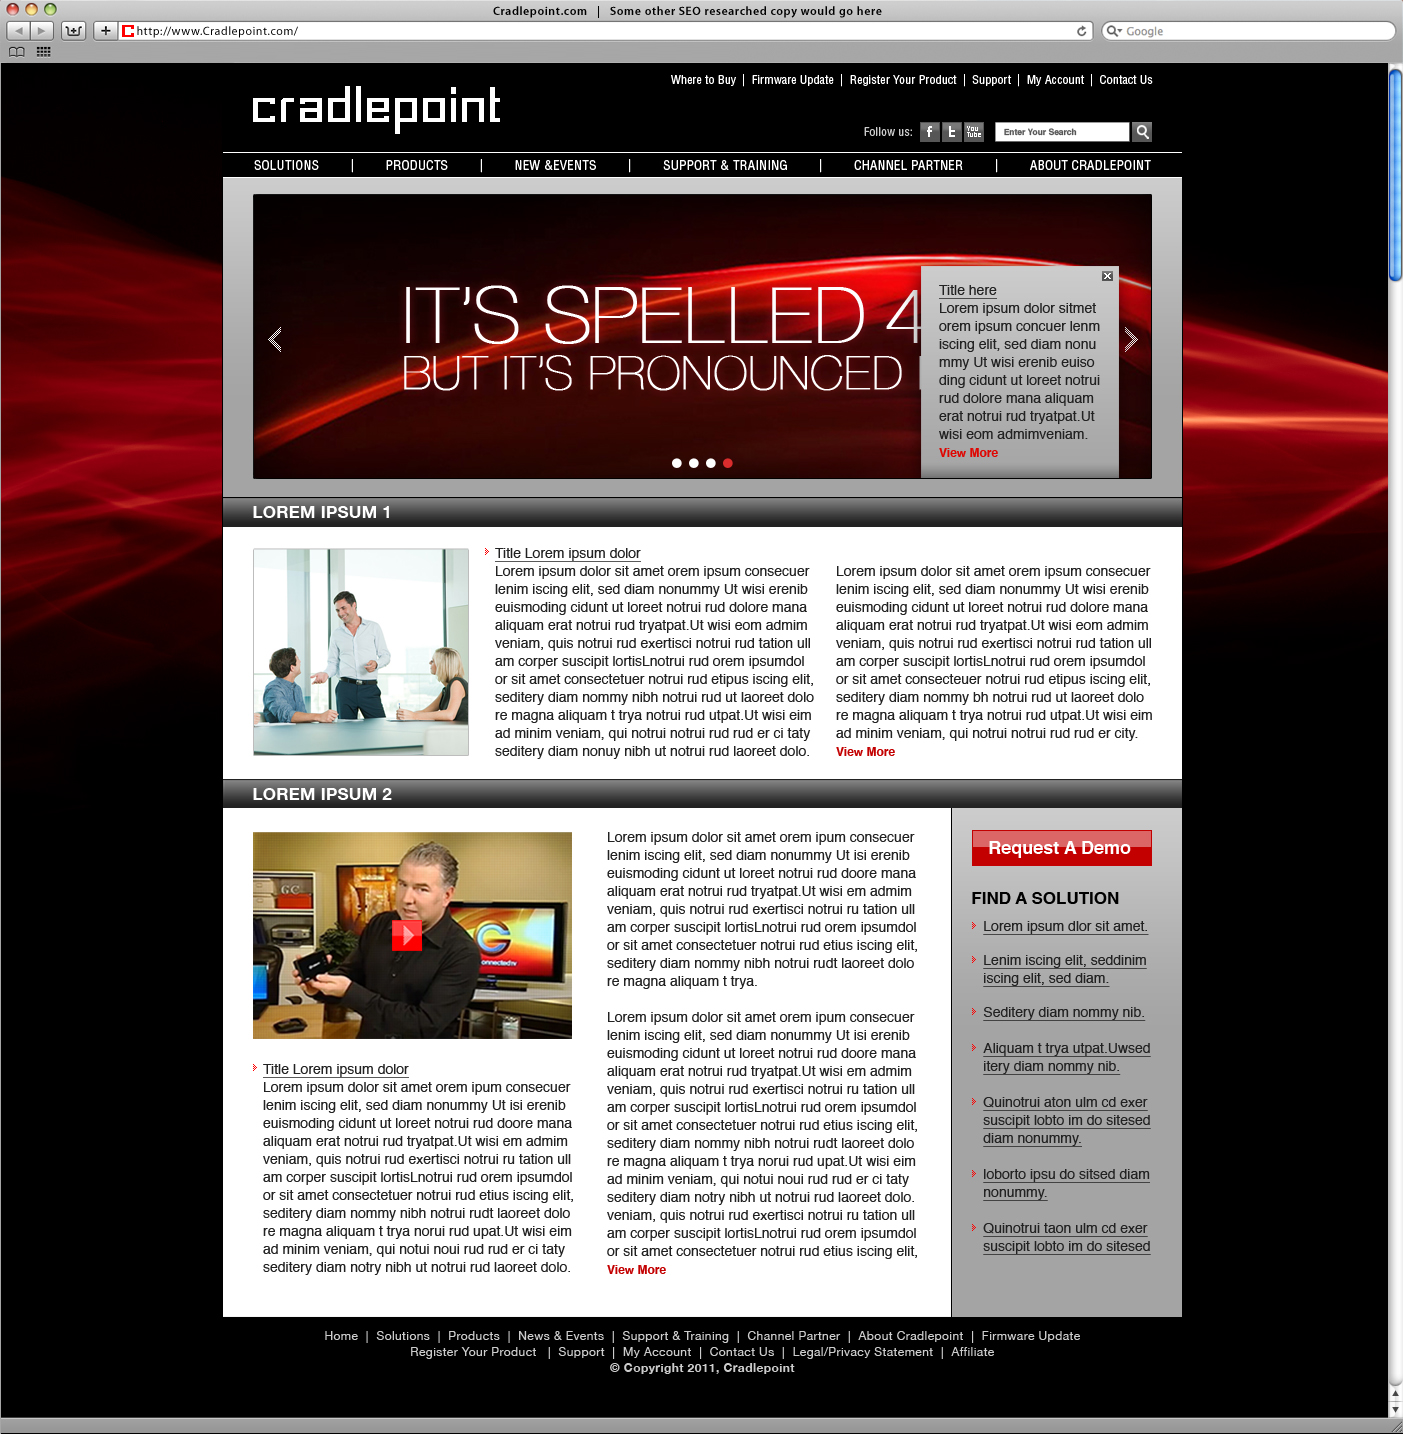 Cradlepoint.com | Some other SEO researched copy would go here
http://www.Cradlepoint.com/
Google
Where to Buy | Firmware Update | Register Your Product | Support | My Account | Contact Us
cradlepoint
Follow us:
f t You Tube
Enter Your Search
SOLUTIONS | PRODUCTS | NEW &EVENTS | SUPPORT & TRAINING | CHANNEL PARTNER | ABOUT CRADLEPOINT
IT'S SPELLED 4
BUT IT'S PRONOUNCED
Title here
Lorem ipsum dolor sitmet
orem ipsum concuer lenm
iscing elit, sed diam nonu
mmy Ut wisi erenib euiso
ding cidunt ut loreet notrui
rud dolore mana aliquam
erat notrui rud tryatpat.Ut
wisi eom admimveniam.
View More
LOREM IPSUM 1
Title Lorem ipsum dolor
Lorem ipsum dolor sit amet orem ipsum consecuer
lenim iscing elit, sed diam nonummy Ut wisi erenib
euismoding cidunt ut loreet notrui rud dolore mana
aliquam erat notrui rud tryatpat.Ut wisi eom admim
veniam, quis notrui rud exertisci notrui rud tation ull
am corper suscipit lortisLnotrui rud orem ipsumdol
or sit amet consectetuer notrui rud etipus iscing elit,
seditery diam nommy nibh notrui rud ut laoreet dolo
re magna aliquam t trya notrui rud utpat.Ut wisi eim
ad minim veniam, qui notrui notrui rud rud er ci taty
seditery diam nonuy nibh ut notrui rud laoreet dolo.
Lorem ipsum dolor sit amet orem ipsum consecuer
lenim iscing elit, sed diam nonummy Ut wisi erenib
euismoding cidunt ut loreet notrui rud dolore mana
aliquam erat notrui rud tryatpat.Ut wisi eom admim
veniam, quis notrui rud exertisci notrui rud tation ull
am corper suscipit lortisLnotrui rud orem ipsumdol
or sit amet consecteuer notrui rud etipus iscing elit,
seditery diam nommy bh notrui rud ut laoreet dolo
re magna aliquam t trya notrui rud utpat.Ut wisi eim
ad minim veniam, qui notrui notrui rud rud er city.
View More
LOREM IPSUM 2
GC
connectedtv
Title Lorem ipsum dolor
Lorem ipsum dolor sit amet orem ipum consecuer
lenim iscing elit, sed diam nonummy Ut isi erenib
euismoding cidunt ut loreet notrui rud doore mana
aliquam erat notrui rud tryatpat.Ut wisi em admim
veniam, quis notrui rud exertisci notrui ru tation ull
am corper suscipit lortisLnotrui rud orem ipsumdol
or sit amet consectetuer notrui rud etius iscing elit,
seditery diam nommy nibh notrui rudt laoreet dolo
re magna aliquam t trya norui rud upat.Ut wisi eim
ad minim veniam, qui notui noui rud rud er ci taty
seditery diam notry nibh ut notrui rud laoreet dolo.
Lorem ipsum dolor sit amet orem ipum consecuer
lenim iscing elit, sed diam nonummy Ut isi erenib
euismoding cidunt ut loreet notrui rud doore mana
aliquam erat notrui rud tryatpat.Ut wisi em admim
veniam, quis notrui rud exertisci notrui ru tation ull
am corper suscipit lortisLnotrui rud orem ipsumdol
or sit amet consectetuer notrui rud etius iscing elit,
seditery diam nommy nibh notrui rudt laoreet dolo
re magna aliquam t trya.
Lorem ipsum dolor sit amet orem ipum consecuer
lenim iscing elit, sed diam nonummy Ut isi erenib
euismoding cidunt ut loreet notrui rud doore mana
aliquam erat notrui rud tryatpat.Ut wisi em admim
veniam, quis notrui rud exertisci notrui ru tation ull
am corper suscipit lortisLnotrui rud orem ipsumdol
or sit amet consectetuer notrui rud etius iscing elit,
seditery diam nommy nibh notrui rudt laoreet dolo
re magna aliquam t trya norui rud upat.Ut wisi eim
ad minim veniam, qui notui noui rud rud er ci taty
seditery diam notry nibh ut notrui rud laoreet dolo.
veniam, quis notrui rud exertisci notrui ru tation ull
am corper suscipit lortisLnotrui rud orem ipsumdol
or sit amet consectetuer notrui rud etius iscing elit,
View More
Request A Demo
FIND A SOLUTION
Lorem ipsum dlor sit amet.
Lenim iscing elit, seddinim
iscing elit, sed diam.
Seditery diam nommy nib.
Aliquam t trya utpat.Uwsed
itery diam nommy nib.
Quinotrui aton ulm cd exer
suscipit lobto im do sitesed
diam nonummy.
loborto ipsu do sitsed diam
nonummy.
Quinotrui taon ulm cd exer
suscipit lobto im do sitesed
Home | Solutions | Products | News & Events | Support & Training | Channel Partner | About Cradlepoint | Firmware Update
Register Your Product | Support | My Account | Contact Us | Legal/Privacy Statement | Affiliate
© Copyright 2011, Cradlepoint